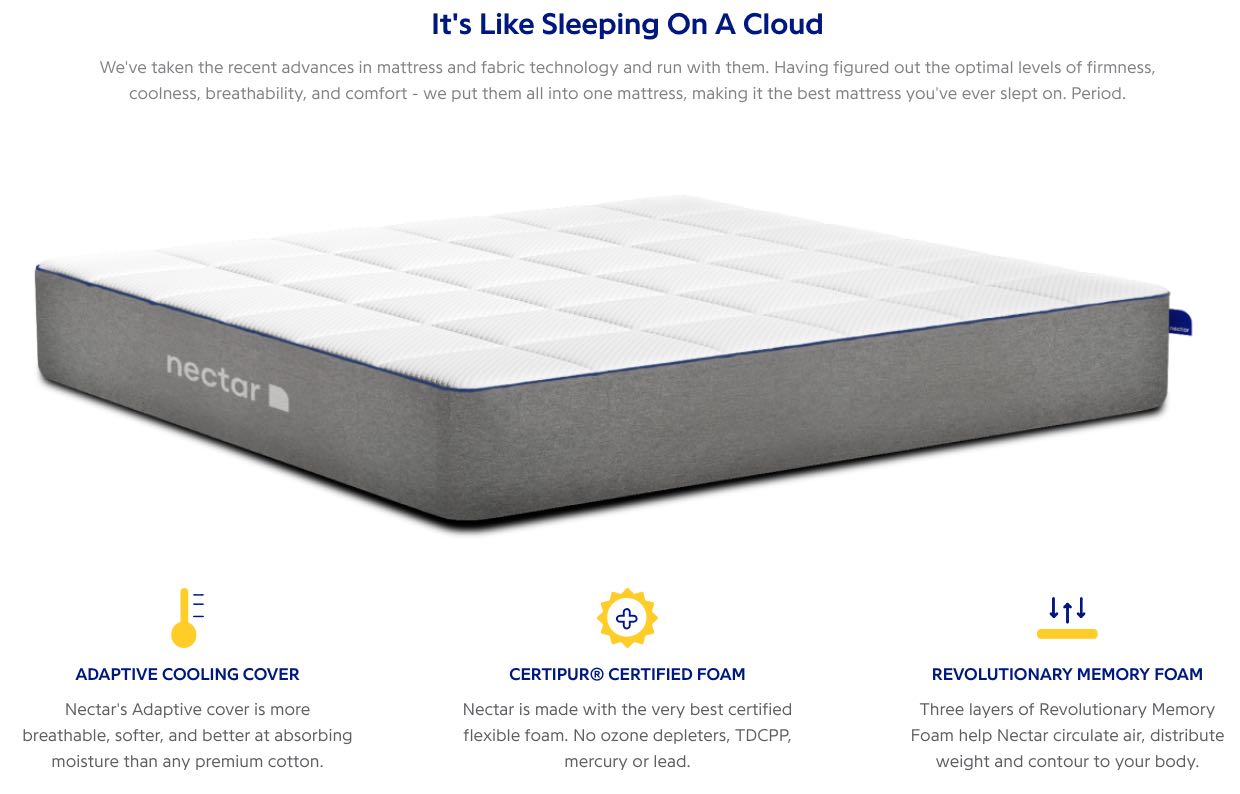 It's Like Sleeping On A Cloud
We've taken the recent advances in mattress and fabric technology and run with them. Having figured out the optimal levels of firmness,
coolness, breathability, and comfort - we put them all into one mattress, making it the best mattress you've ever slept on. Period.
nectar
nectar
ADAPTIVE COOLING COVER
Nectar's Adaptive cover is more
breathable, softer, and better at absorbing
moisture than any premium cotton.
CERTIPUR® CERTIFIED FOAM
Nectar is made with the very best certified
flexible foam. No ozone depleters, TDCPP,
mercury or lead.
REVOLUTIONARY MEMORY FOAM
Three layers of Revolutionary Memory
Foam help Nectar circulate air, distribute
weight and contour to your body.